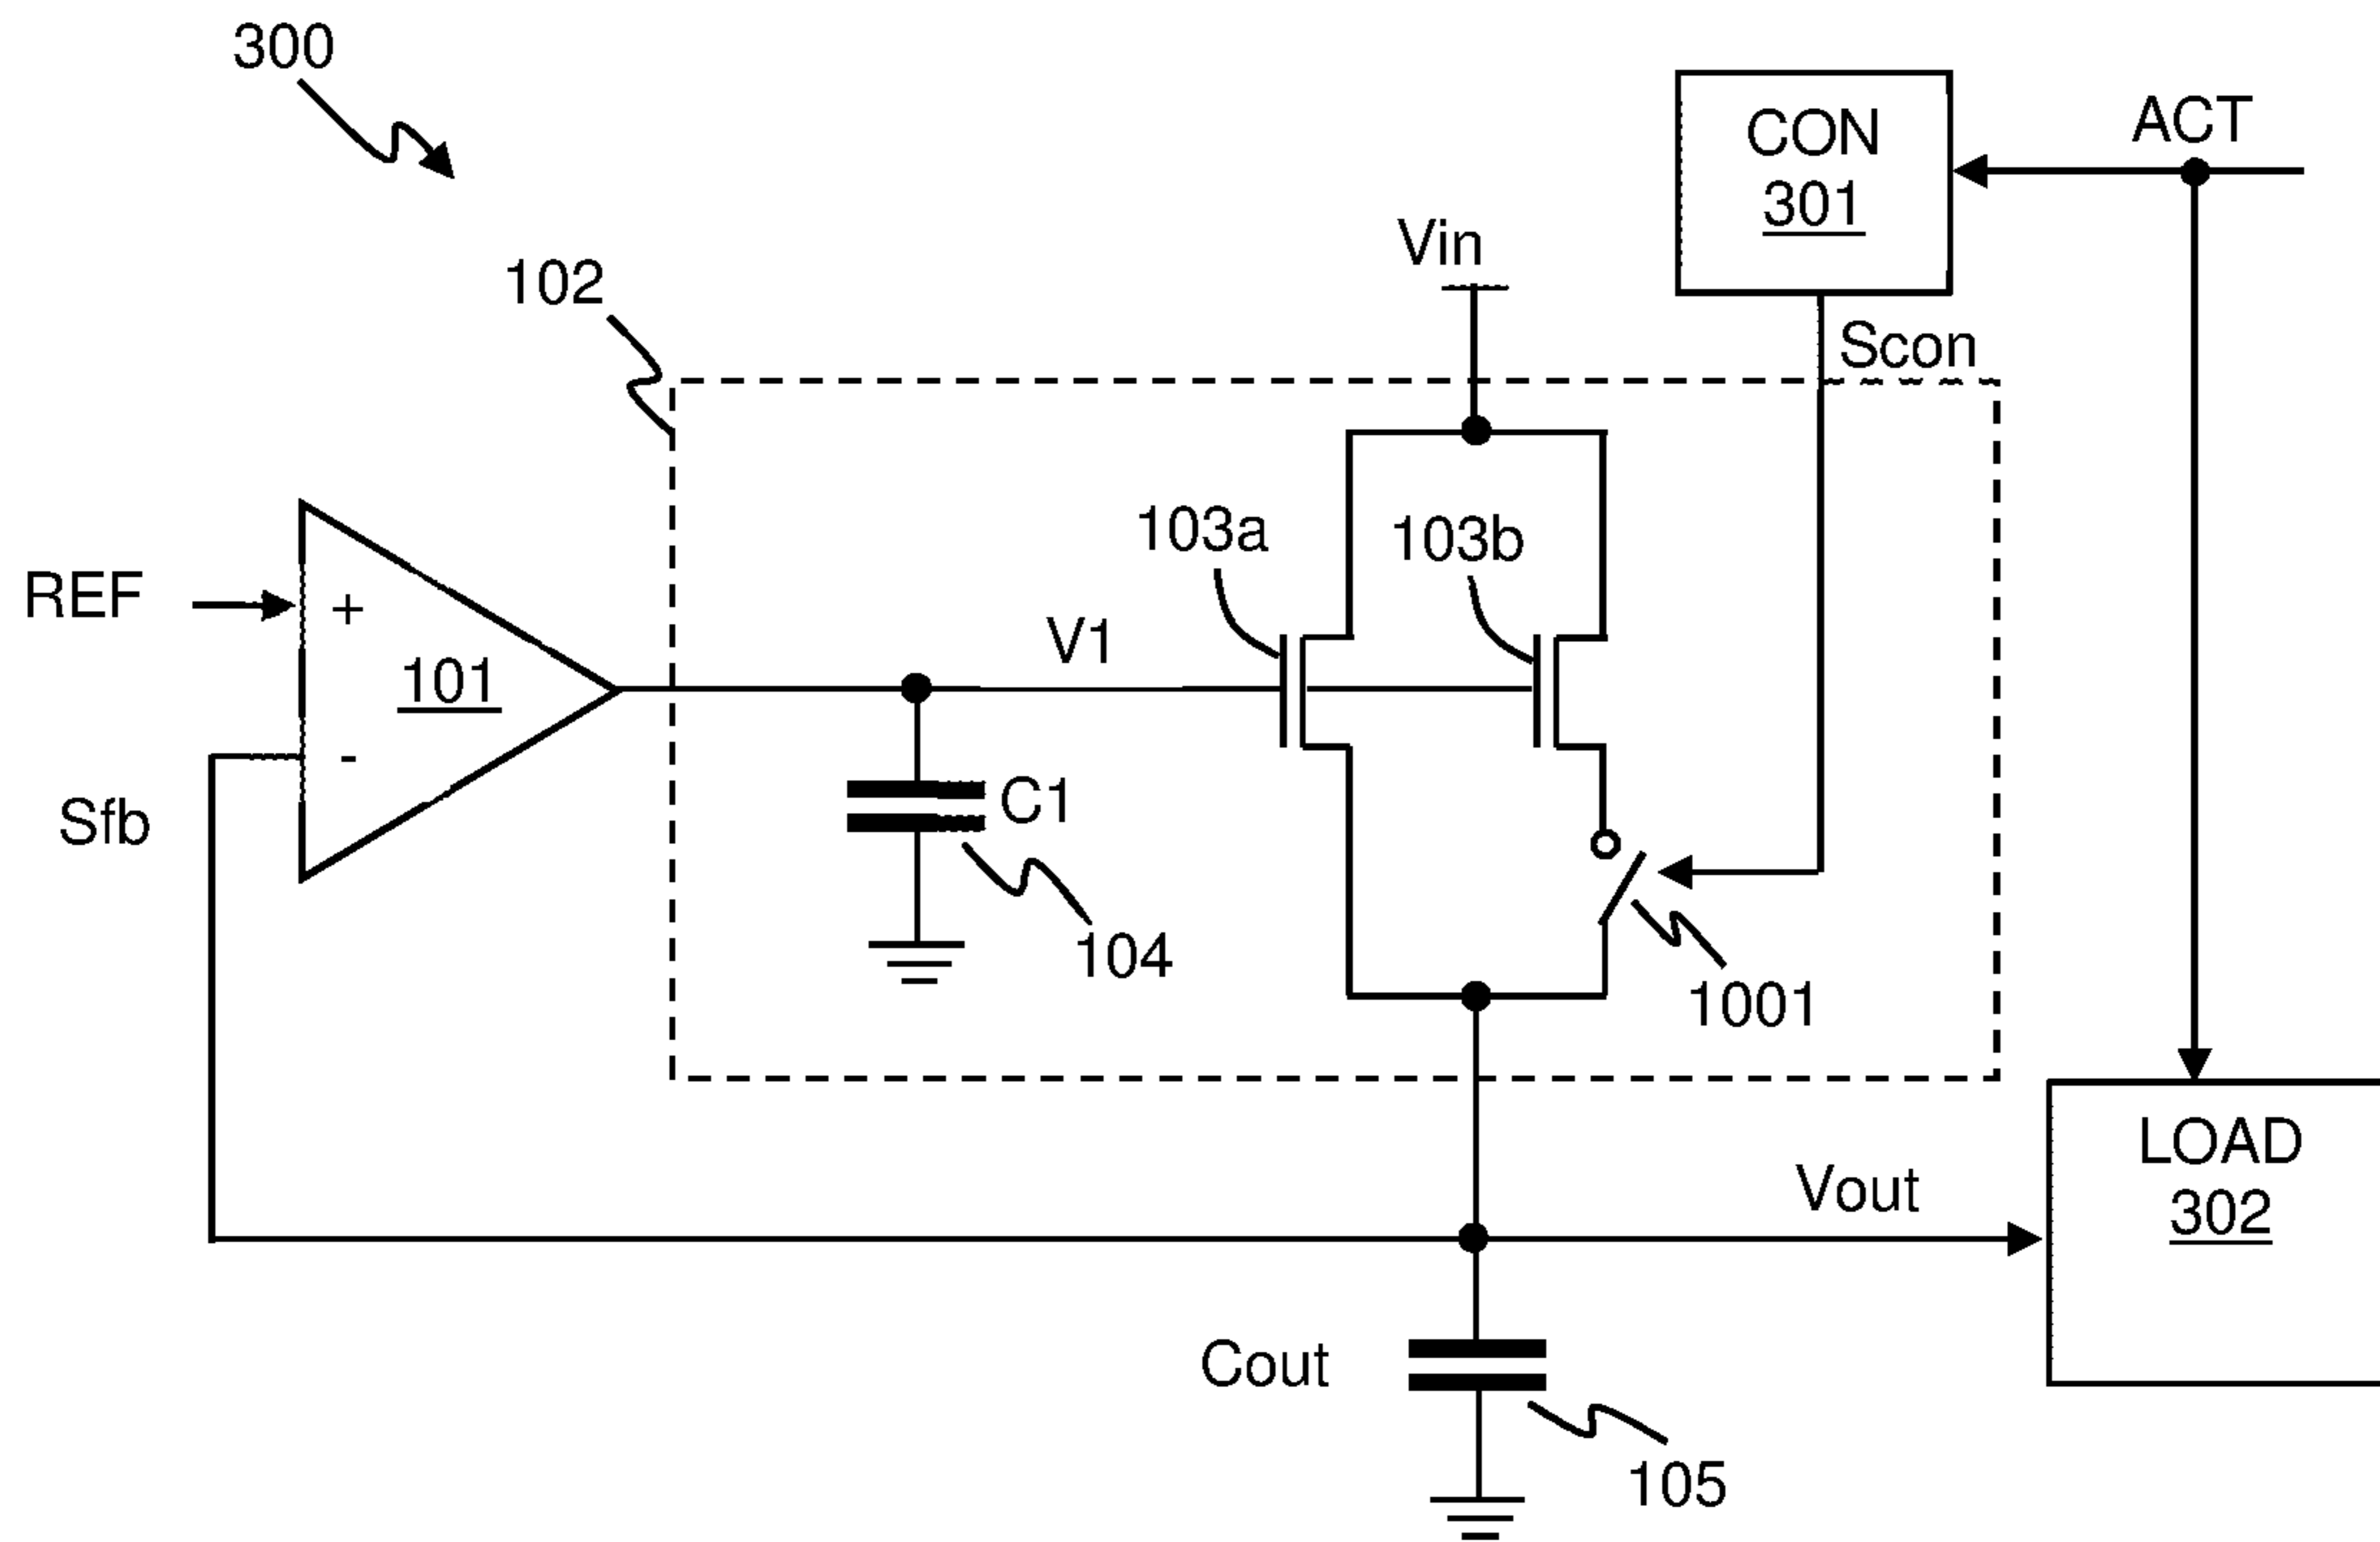 300
CON
301
ACT
Vin
102
Scon
103a
103b
REF
+
101
V1
-
Sfb
C1
104
1001
LOAD
302
Vout
Cout
105